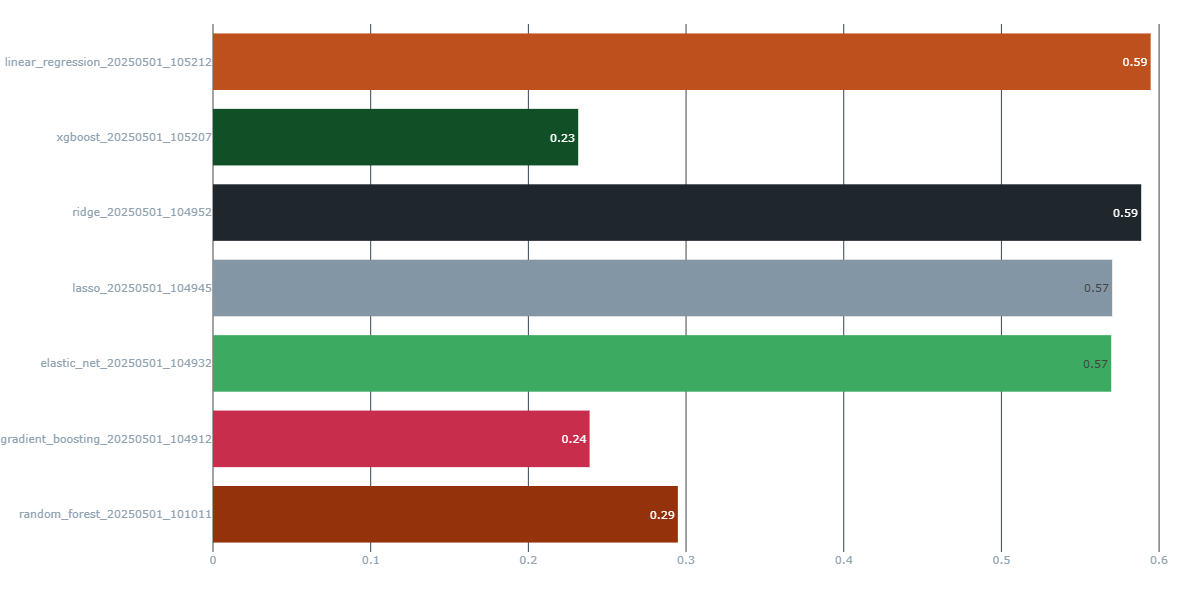 linear_regression_20250501_105212 0.59
xgboost_20250501_105207 0.23
ridge_20250501_104952 0.59
lasso_20250501_104945 0.57
elastic_net_20250501_104932 0.57
gradient_boosting_20250501_104912 0.24
random_forest_20250501_101011 0.29
0 0.1 0.2 0.3 0.4 0.5 0.6